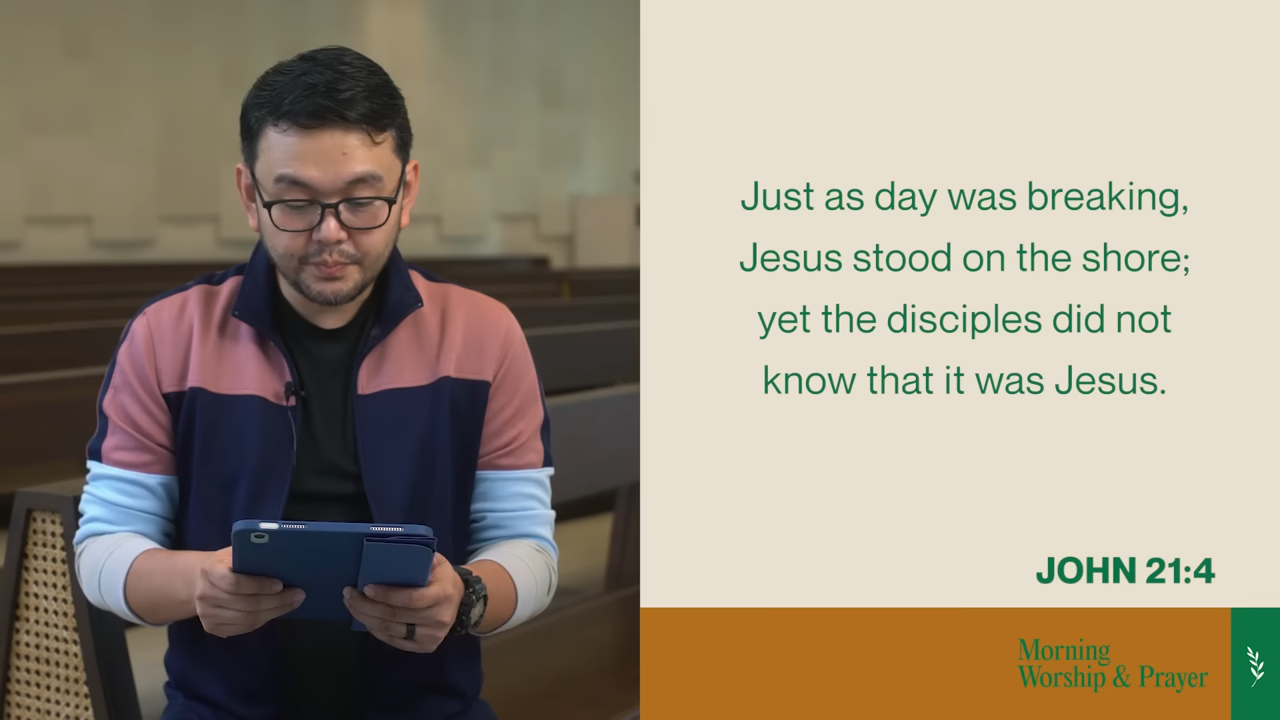 Just as day was breaking,
Jesus stood on the shore;
yet the disciples did not
know that it was Jesus.
JOHN 21:4
Morning
Worship & Prayer